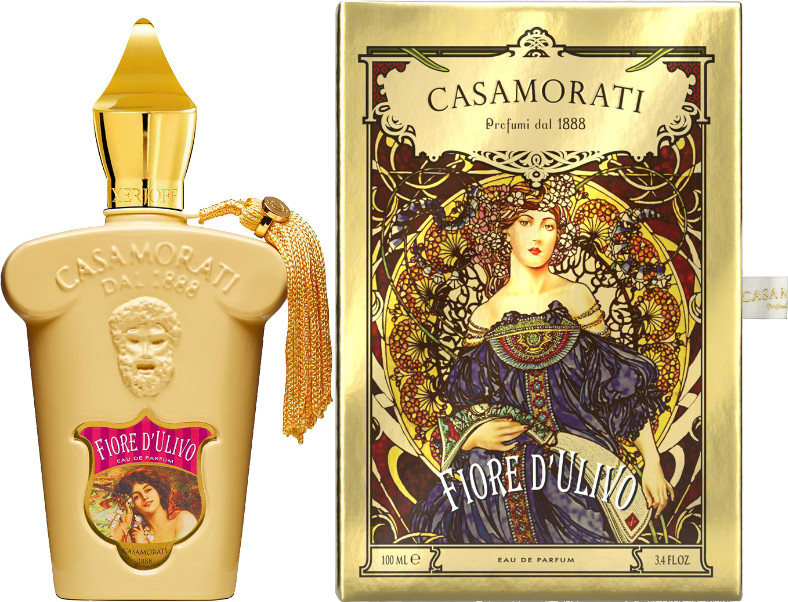 XERJOFF
CASAMORATI
DAL 1888
FIORE D'ULIVO
EAU DE PARFUM
CASAMORATI
1888
CASAMORATI
Profumi dal 1888
FIORE D'ULIVO
100 ML ℮
EAU DE PARFUM
3.4 FL.OZ.